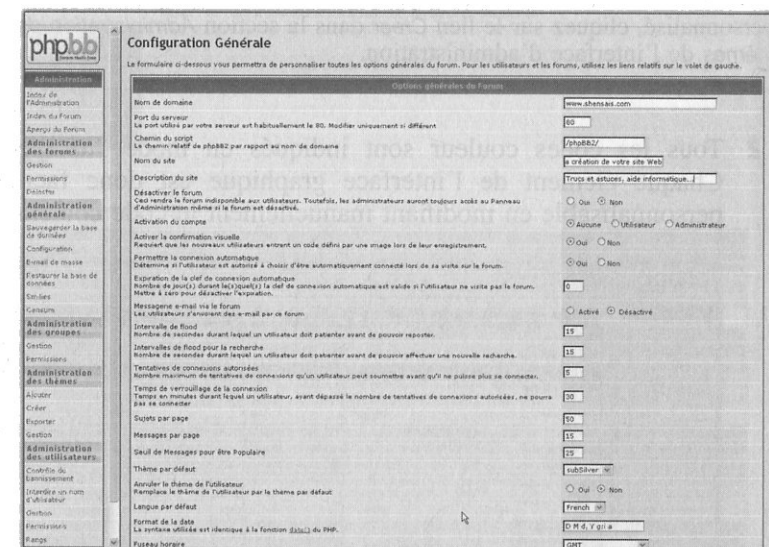 phpbb
Administration
Index de
l'Administration
Index du Forum
Aperçu du Forum
Administration
des forums
Gestion
Permissions
Délester
Administration
générale
Sauvegarder la base
de données
Configuration
E-mail de masse
Restaurer la base de
données
Smilies
Censure
Administration
des groupes
Gestion
Permissions
Administration
des thèmes
Ajouter
Créer
Exporter
Gestion
Administration
des utilisateurs
Contrôle du
bannissement
Interdire un nom
d'utilisateur
Gestion
Permissions
Rangs
Configuration Générale
Le formulaire ci-dessous vous permettra de personnaliser toutes les options générales du forum. Pour les utilisateurs et les forums, utilisez les liens relatifs sur le volet de gauche.
Options générales du Forum
Nom de domaine www.shensais.com
Port du serveur
Le port utilisé par votre serveur est habituellement le 80. Modifier uniquement si différent 80
Chemin du script
Le chemin relatif de phpBB2 par rapport au nom de domaine /phpBB2/
Nom du site a création de votre site Web
Description du site Trucs et astuces, aide informatique...
Désactiver le forum
Ceci rendra le forum indisponible aux utilisateurs. Toutefois, les administrateurs auront toujours accès au Panneau
d'Administration même si le forum est désactivé. Oui Non
Activation du compte Aucune Utilisateur Administrateur
Activer la confirmation visuelle
Requiert que les nouveaux utilisateurs entrent un code défini par une image lors de leur enregistrement. Oui Non
Permettre la connexion automatique
Détermine si l'utilisateur est autorisé à choisir d'être automatiquement connecté lors de sa visite sur le forum. Oui Non
Expiration de la clef de connexion automatique
Nombre de jour(s) durant le(s)quel(s) la clef de connexion automatique est valide si l'utilisateur ne visite pas le forum.
Mettre à zéro pour désactiver l'expiration. 0
Messagerie e-mail via le forum
Les utilisateurs s'envoient des e-mail par ce forum Activé Désactivé
Intervalle de flood
Nombre de secondes durant lequel un utilisateur doit patienter avant de pouvoir reposter. 15
Intervalles de flood pour la recherche
Nombre de secondes durant lequel un utilisateur doit patienter avant de pouvoir effectuer une nouvelle recherche. 15
Tentatives de connexions autorisées
Nombre maximum de tentatives de connexions qu'un utilisateur peut soumettre avant qu'il ne puisse plus se connecter. 5
Temps de verrouillage de la connexion
Temps en minutes durant lequel un utilisateur, ayant dépassé le nombre de tentatives de connexions autorisées, ne pourra
pas se connecter 30
Sujets par page 50
Messages par page 15
Seuil de Messages pour être Populaire 25
Thème par défaut subSilver
Annuler le thème de l'utilisateur
Remplace le thème de l'utilisateur par le thème par défaut Oui Non
Langue par défaut French
Format de la date
La syntaxe utilisée est identique à la fonction date() du PHP. D M d, Y g:i a
Fuseau horaire GMT